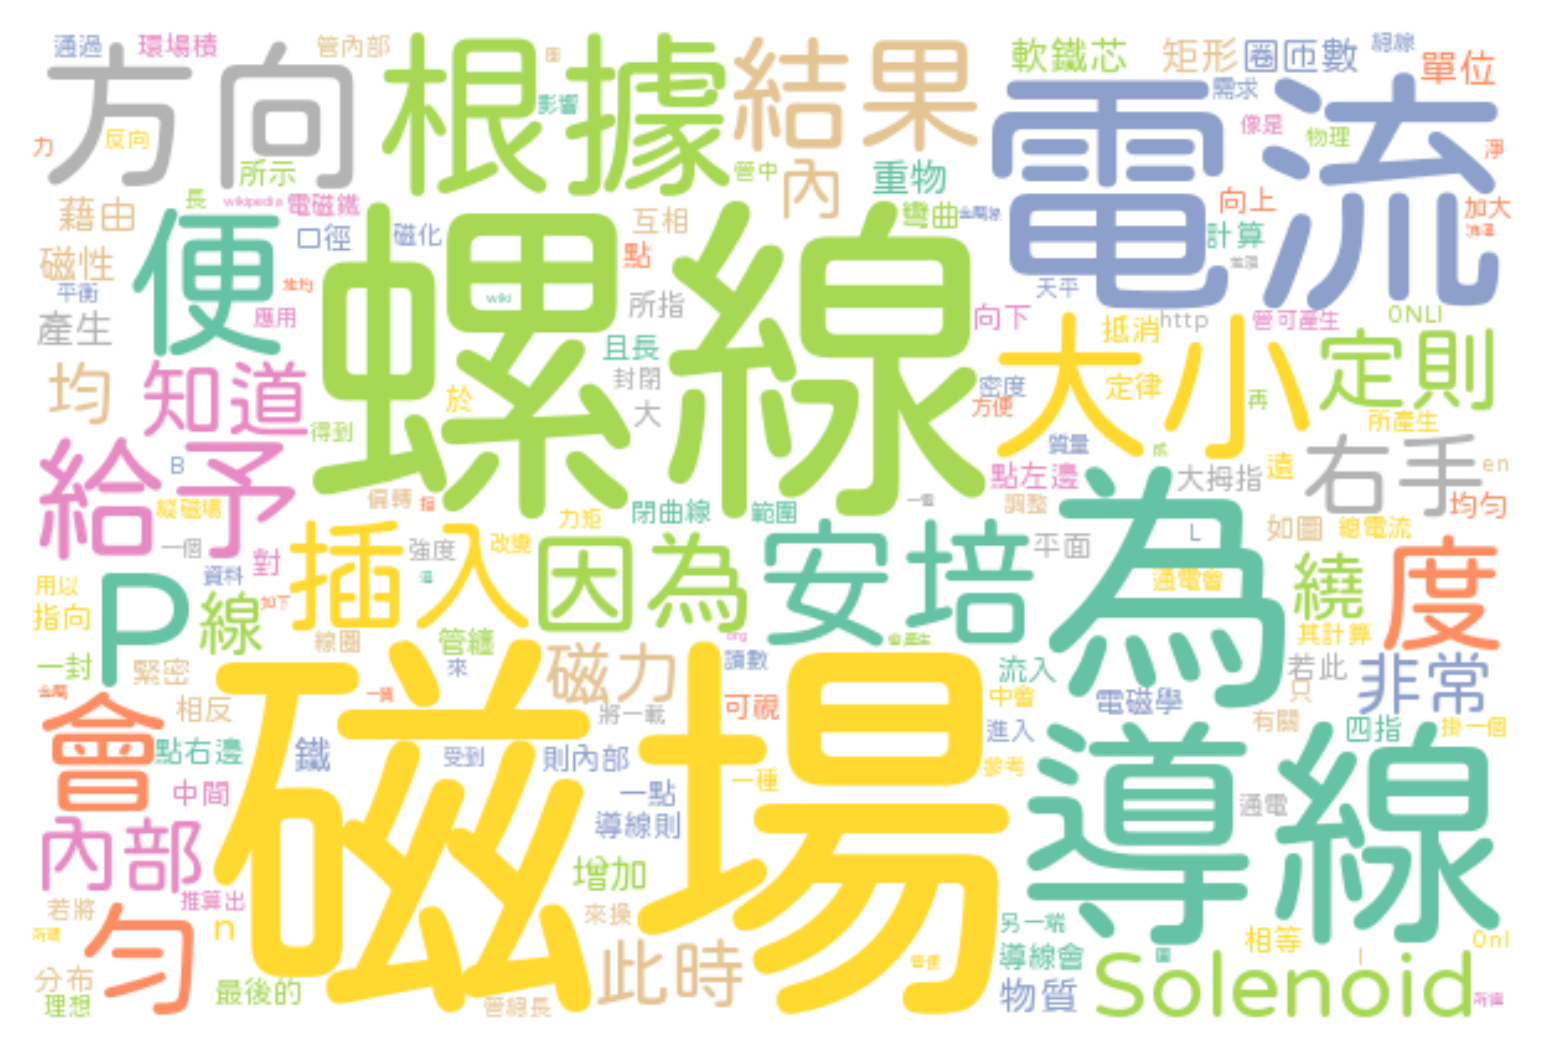 通過 環場積 管內部 圖 軟鐵芯 矩形 圈匝數 銅線 單位
方向 根據 結果 電流
影響 需求 像是 物理
力 反向 所示 管中 內 重物 淨
長 wikipedia 電磁鐵 互相 彎曲 向上 加大
藉由 口徑 磁化 點 計算
磁性 便 螺線 天平
平衡 wiki 所指 向下 http 管可產生 0NLI
產生 應用 且長 抵消 大小 定則
均 知道 封閉 密度 定律 再
於 大 方便 所產生
得到 質量
給予 B 點左邊 大拇指 遠 右手 en
縱磁場 偏轉 調整 均勻
一個 對 強度 力矩 閉曲線 範圍 為 L 如圖 總電流
插入 改變 因為 安培 平面
用以 資料 通電會 繞 度
指向 P 線 如下 其計算
線圈 管纏 org
一封 緊密 來 磁力 讀數 流入 若此 非常
會 相反 磁場 將一載 可視 中會 電磁學 只
點右邊 鐵 受到 則內部 進入 導線 有關 四指 掛一個
中間 一點 一種 參考
內部 導線則 通電
增加
若將 推算出 來操 另一端
勻 n 此時 相等 0nl
分布 最後的 導線會 Solenoid
理想 物質